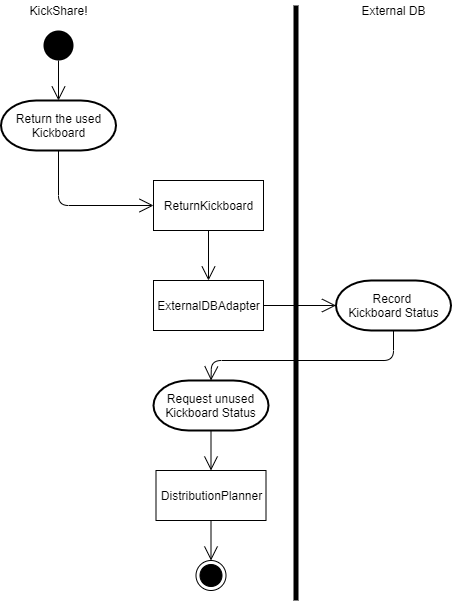 KickShare!
External DB
Return the used
Kickboard
ReturnKickboard
ExternalDBAdapter
Record
Kickboard Status
Request unused
Kickboard Status
DistributionPlanner